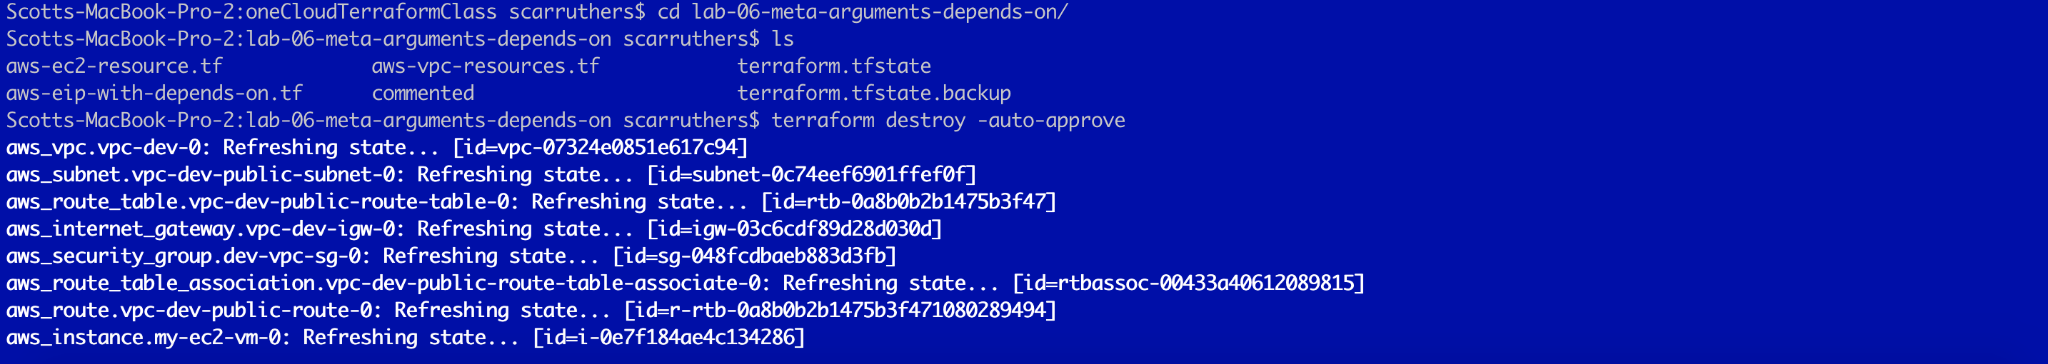 Scotts-MacBook-Pro-2:oneCloudTerraformClass scarruthers$ cd lab-06-meta-arguments-depends-on/
Scotts-MacBook-Pro-2:lab-06-meta-arguments-depends-on scarruthers$ ls
aws-ec2-resource.tf aws-vpc-resources.tf terraform.tfstate
aws-eip-with-depends-on.tf commented terraform.tfstate.backup
Scotts-MacBook-Pro-2:lab-06-meta-arguments-depends-on scarruthers$ terraform destroy -auto-approve
aws_vpc.vpc-dev-0: Refreshing state... [id=vpc-07324e0851e617c94]
aws_subnet.vpc-dev-public-subnet-0: Refreshing state... [id=subnet-0c74eef6901ffef0f]
aws_route_table.vpc-dev-public-route-table-0: Refreshing state... [id=rtb-0a8b0b2b1475b3f47]
aws_internet_gateway.vpc-dev-igw-0: Refreshing state... [id=igw-03c6cdf89d28d030d]
aws_security_group.dev-vpc-sg-0: Refreshing state... [id=sg-048fcdbaeb883d3fb]
aws_route_table_association.vpc-dev-public-route-table-associate-0: Refreshing state... [id=rtbassoc-00433a40612089815]
aws_route.vpc-dev-public-route-0: Refreshing state... [id=r-rtb-0a8b0b2b1475b3f471080289494]
aws_instance.my-ec2-vm-0: Refreshing state... [id=i-0e7f184ae4c134286]